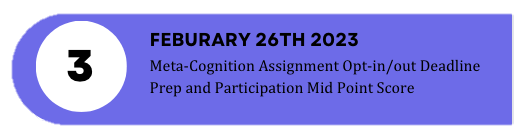 3
FEBURARY 26TH 2023
Meta-Cognition Assignment Opt-in/out Deadline
Prep and Participation Mid Point Score